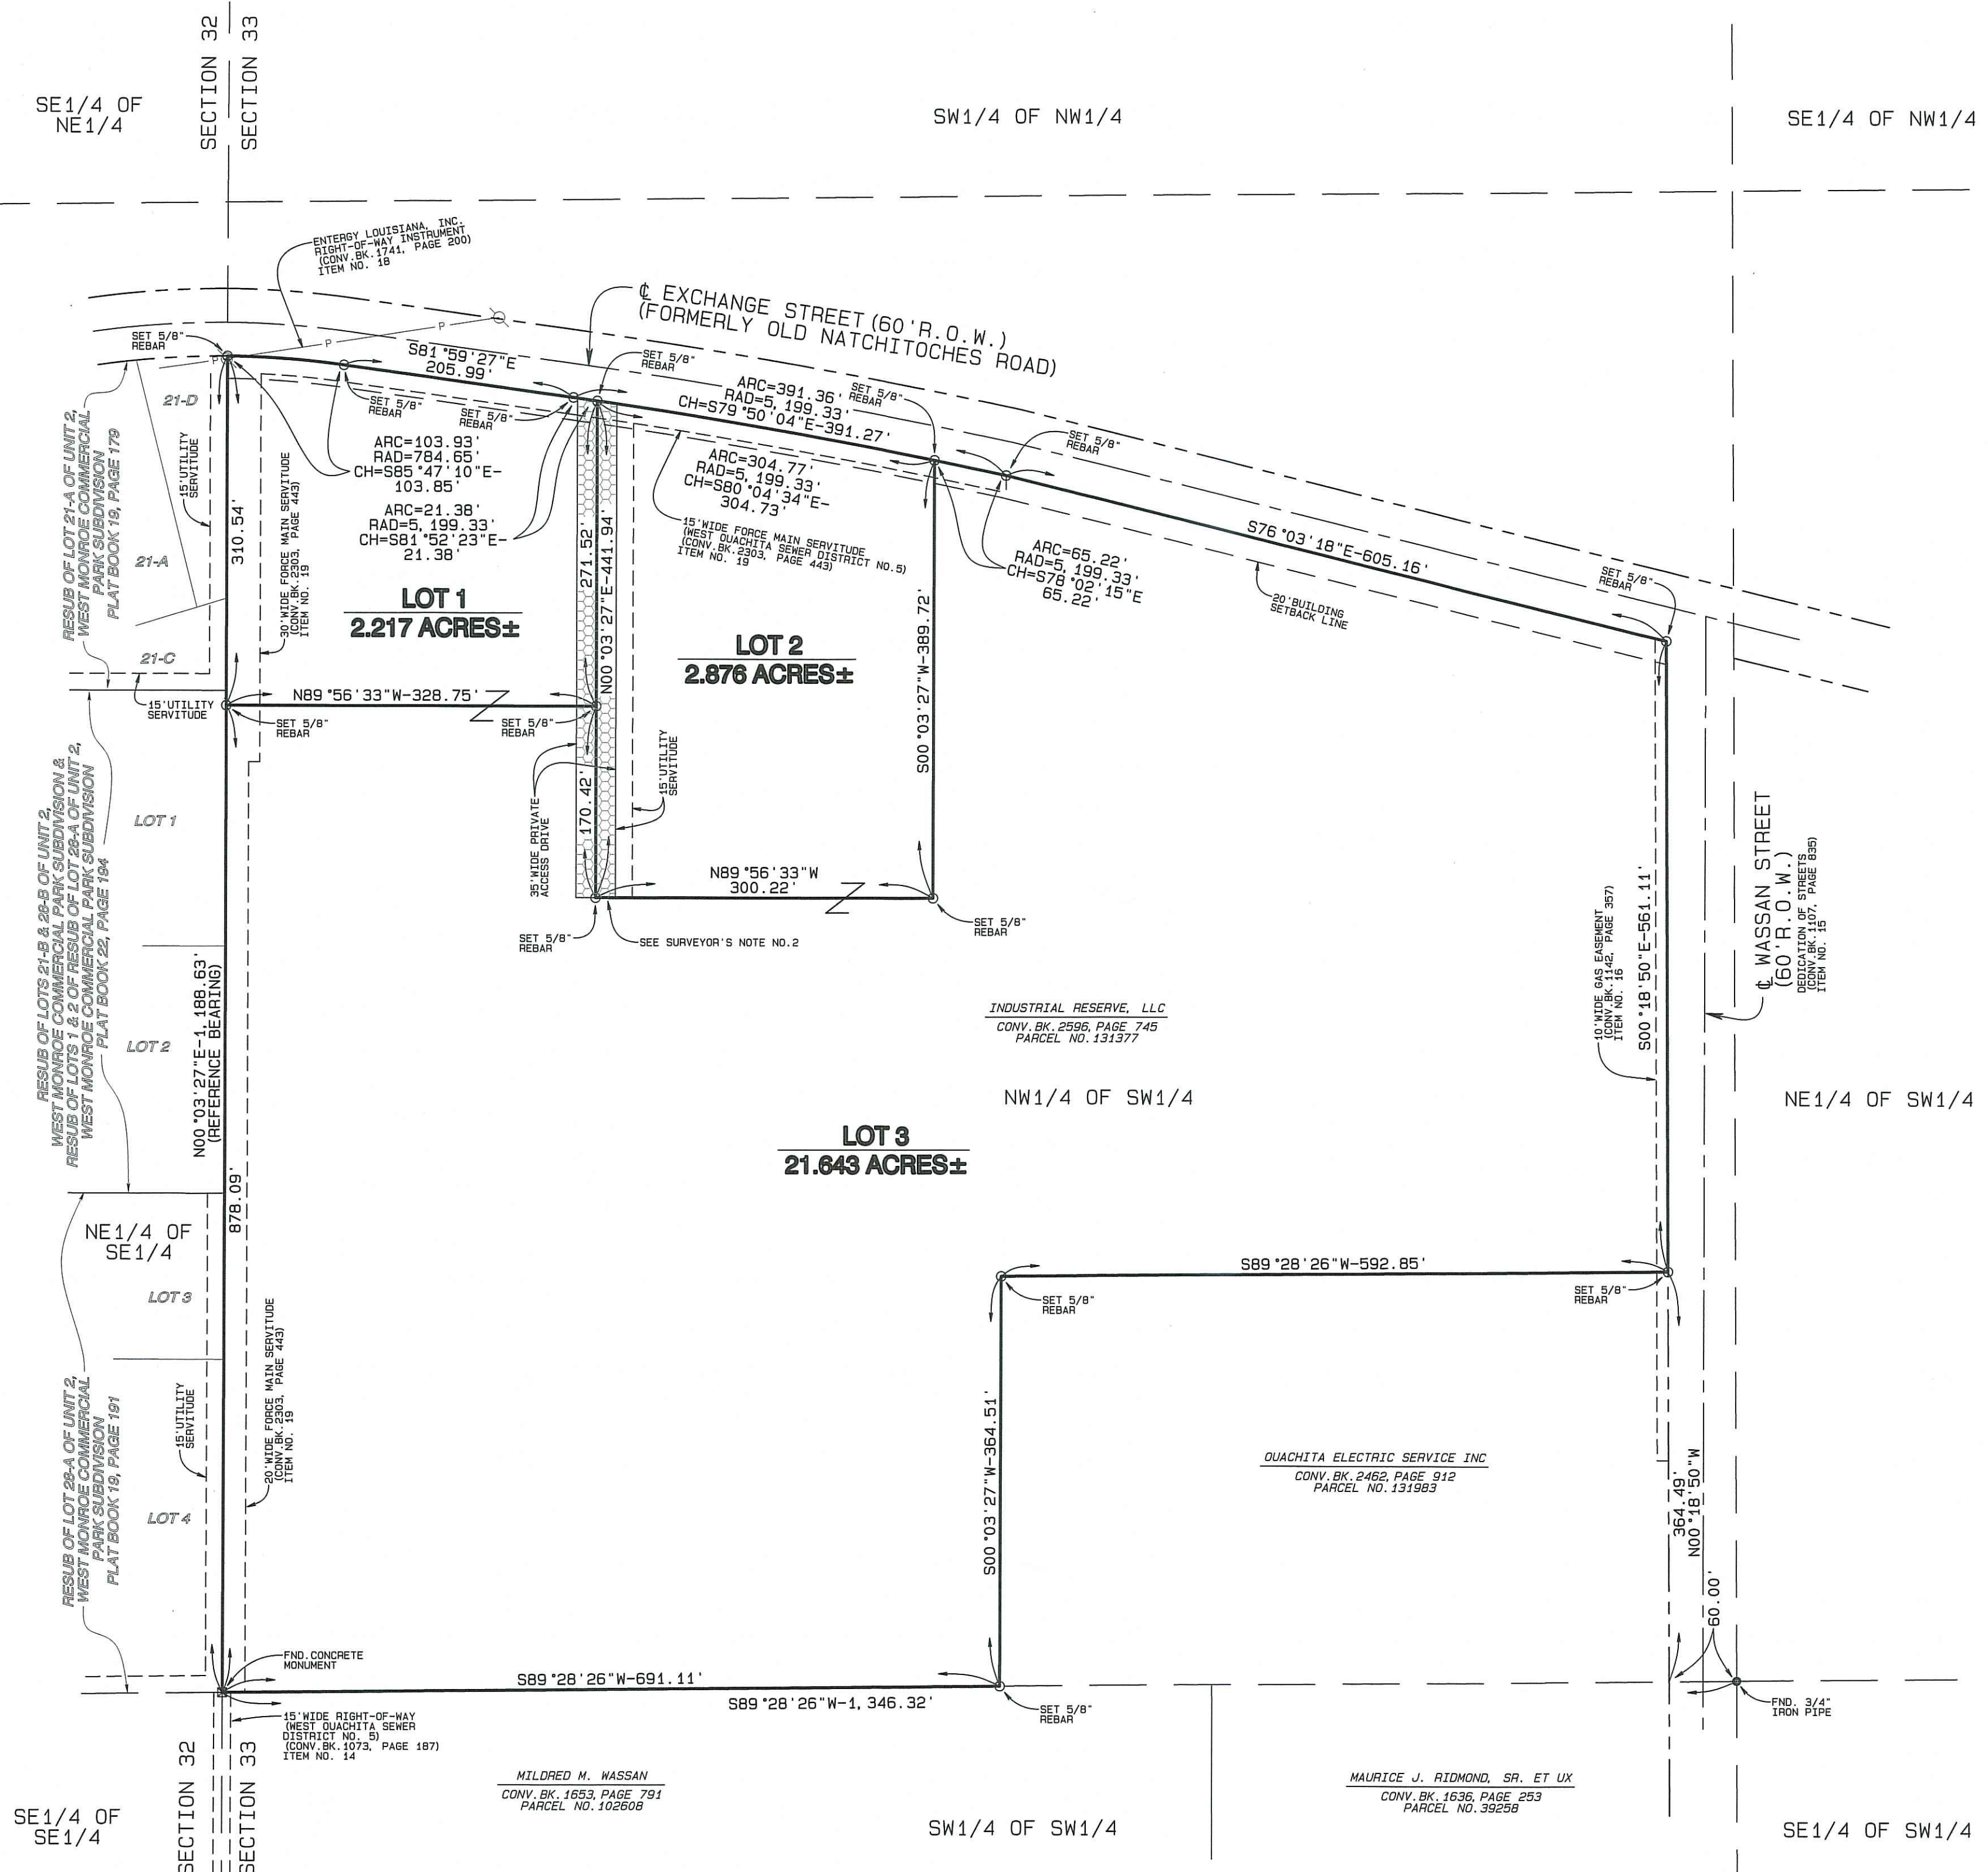 SECTION 32
SECTION 33
SE1/4 OF
NE1/4
SW1/4 OF NW1/4
SE1/4 OF NW1/4
ENTERGY LOUISIANA, INC.
RIGHT-OF-WAY INSTRUMENT
(CONV.BK.1741, PAGE 200)
ITEM NO. 18
℄ EXCHANGE STREET (60'R.O.W.)
(FORMERLY OLD NATCHITOCHES ROAD)
SET 5/8"
REBAR
P
P
P
S81°59'27"E
205.99'
SET 5/8"
REBAR
SET 5/8"
REBAR
SET 5/8"
REBAR
ARC=391.36'
RAD=5,199.33'
CH=S79°50'04"E-391.27'
SET 5/8"
REBAR
SET 5/8"
REBAR
ARC=103.93'
RAD=784.65'
CH=S85°47'10"E-
103.85'
ARC=21.38'
RAD=5,199.33'
CH=S81°52'23"E-
21.38'
ARC=304.77'
RAD=5,199.33'
CH=S80°04'34"E-
304.73'
15'WIDE FORCE MAIN SERVITUDE
(WEST OUACHITA SEWER DISTRICT NO.5)
(CONV.BK.2303, PAGE 443)
ITEM NO. 19
ARC=65.22'
RAD=5,199.33'
CH=S78°02'15"E
65.22'
S76°03'18"E-605.16'
SET 5/8"
REBAR
20'BUILDING
SETBACK LINE
RESUB OF LOT 21-A OF UNIT 2,
WEST MONROE COMMERCIAL
PARK SUBDIVISION
PLAT BOOK 19, PAGE 179
21-D
21-A
21-C
15'UTILITY
SERVITUDE
310.54'
30'WIDE FORCE MAIN SERVITUDE
(CONV.BK.2303, PAGE 443)
ITEM NO. 19
LOT 1
2.217 ACRES±
271.52'
N00°03'27"E-441.94'
LOT 2
2.876 ACRES±
S00°03'27"W-389.72'
15'UTILITY
SERVITUDE
N89°56'33"W-328.75'
SET 5/8"
REBAR
SET 5/8"
REBAR
35'WIDE PRIVATE
ACCESS DRIVE
170.42'
15'UTILITY
SERVITUDE
N89°56'33"W
300.22'
SET 5/8"
REBAR
SEE SURVEYOR'S NOTE NO.2
SET 5/8"
REBAR
RESUB OF LOTS 21-B & 28-B OF UNIT 2,
WEST MONROE COMMERCIAL PARK SUBDIVISION &
RESUB OF LOTS 1 & 2 OF RESUB OF LOT 28-A OF UNIT 2,
WEST MONROE COMMERCIAL PARK SUBDIVISION
PLAT BOOK 22, PAGE 194
LOT 1
LOT 2
N00°03'27"E-1,188.63'
(REFERENCE BEARING)
878.09'
INDUSTRIAL RESERVE, LLC
CONV.BK.2596, PAGE 745
PARCEL NO.131377
NW1/4 OF SW1/4
LOT 3
21.643 ACRES±
10'WIDE GAS EASEMENT
(CONV.BK.1142, PAGE 357)
ITEM NO. 16
S00°18'50"E-561.11'
℄ WASSAN STREET
(60'R.O.W.)
DEDICATION OF STREETS
(CONV.BK.1107, PAGE 835)
ITEM NO. 15
NE1/4 OF SW1/4
NE1/4 OF
SE1/4
LOT 3
LOT 4
RESUB OF LOT 28-A OF UNIT 2,
WEST MONROE COMMERCIAL
PARK SUBDIVISION
PLAT BOOK 19, PAGE 191
15'UTILITY
SERVITUDE
20'WIDE FORCE MAIN SERVITUDE
(CONV.BK.2303, PAGE 443)
ITEM NO. 19
S89°28'26"W-592.85'
SET 5/8"
REBAR
SET 5/8"
REBAR
S00°03'27"W-364.51'
OUACHITA ELECTRIC SERVICE INC
CONV.BK.2462, PAGE 912
PARCEL NO.131983
364.49'
N00°18'50"W
60.00'
FND.CONCRETE
MONUMENT
S89°28'26"W-691.11'
S89°28'26"W-1,346.32'
SET 5/8"
REBAR
FND. 3/4"
IRON PIPE
15'WIDE RIGHT-OF-WAY
(WEST OUACHITA SEWER
DISTRICT NO. 5)
(CONV.BK.1073, PAGE 187)
ITEM NO. 14
SECTION 32
SECTION 33
MILDRED M. WASSAN
CONV.BK.1653, PAGE 791
PARCEL NO.102608
MAURICE J. RIDMOND, SR. ET UX
CONV.BK.1636, PAGE 253
PARCEL NO.39258
SE1/4 OF
SE1/4
SW1/4 OF SW1/4
SE1/4 OF SW1/4